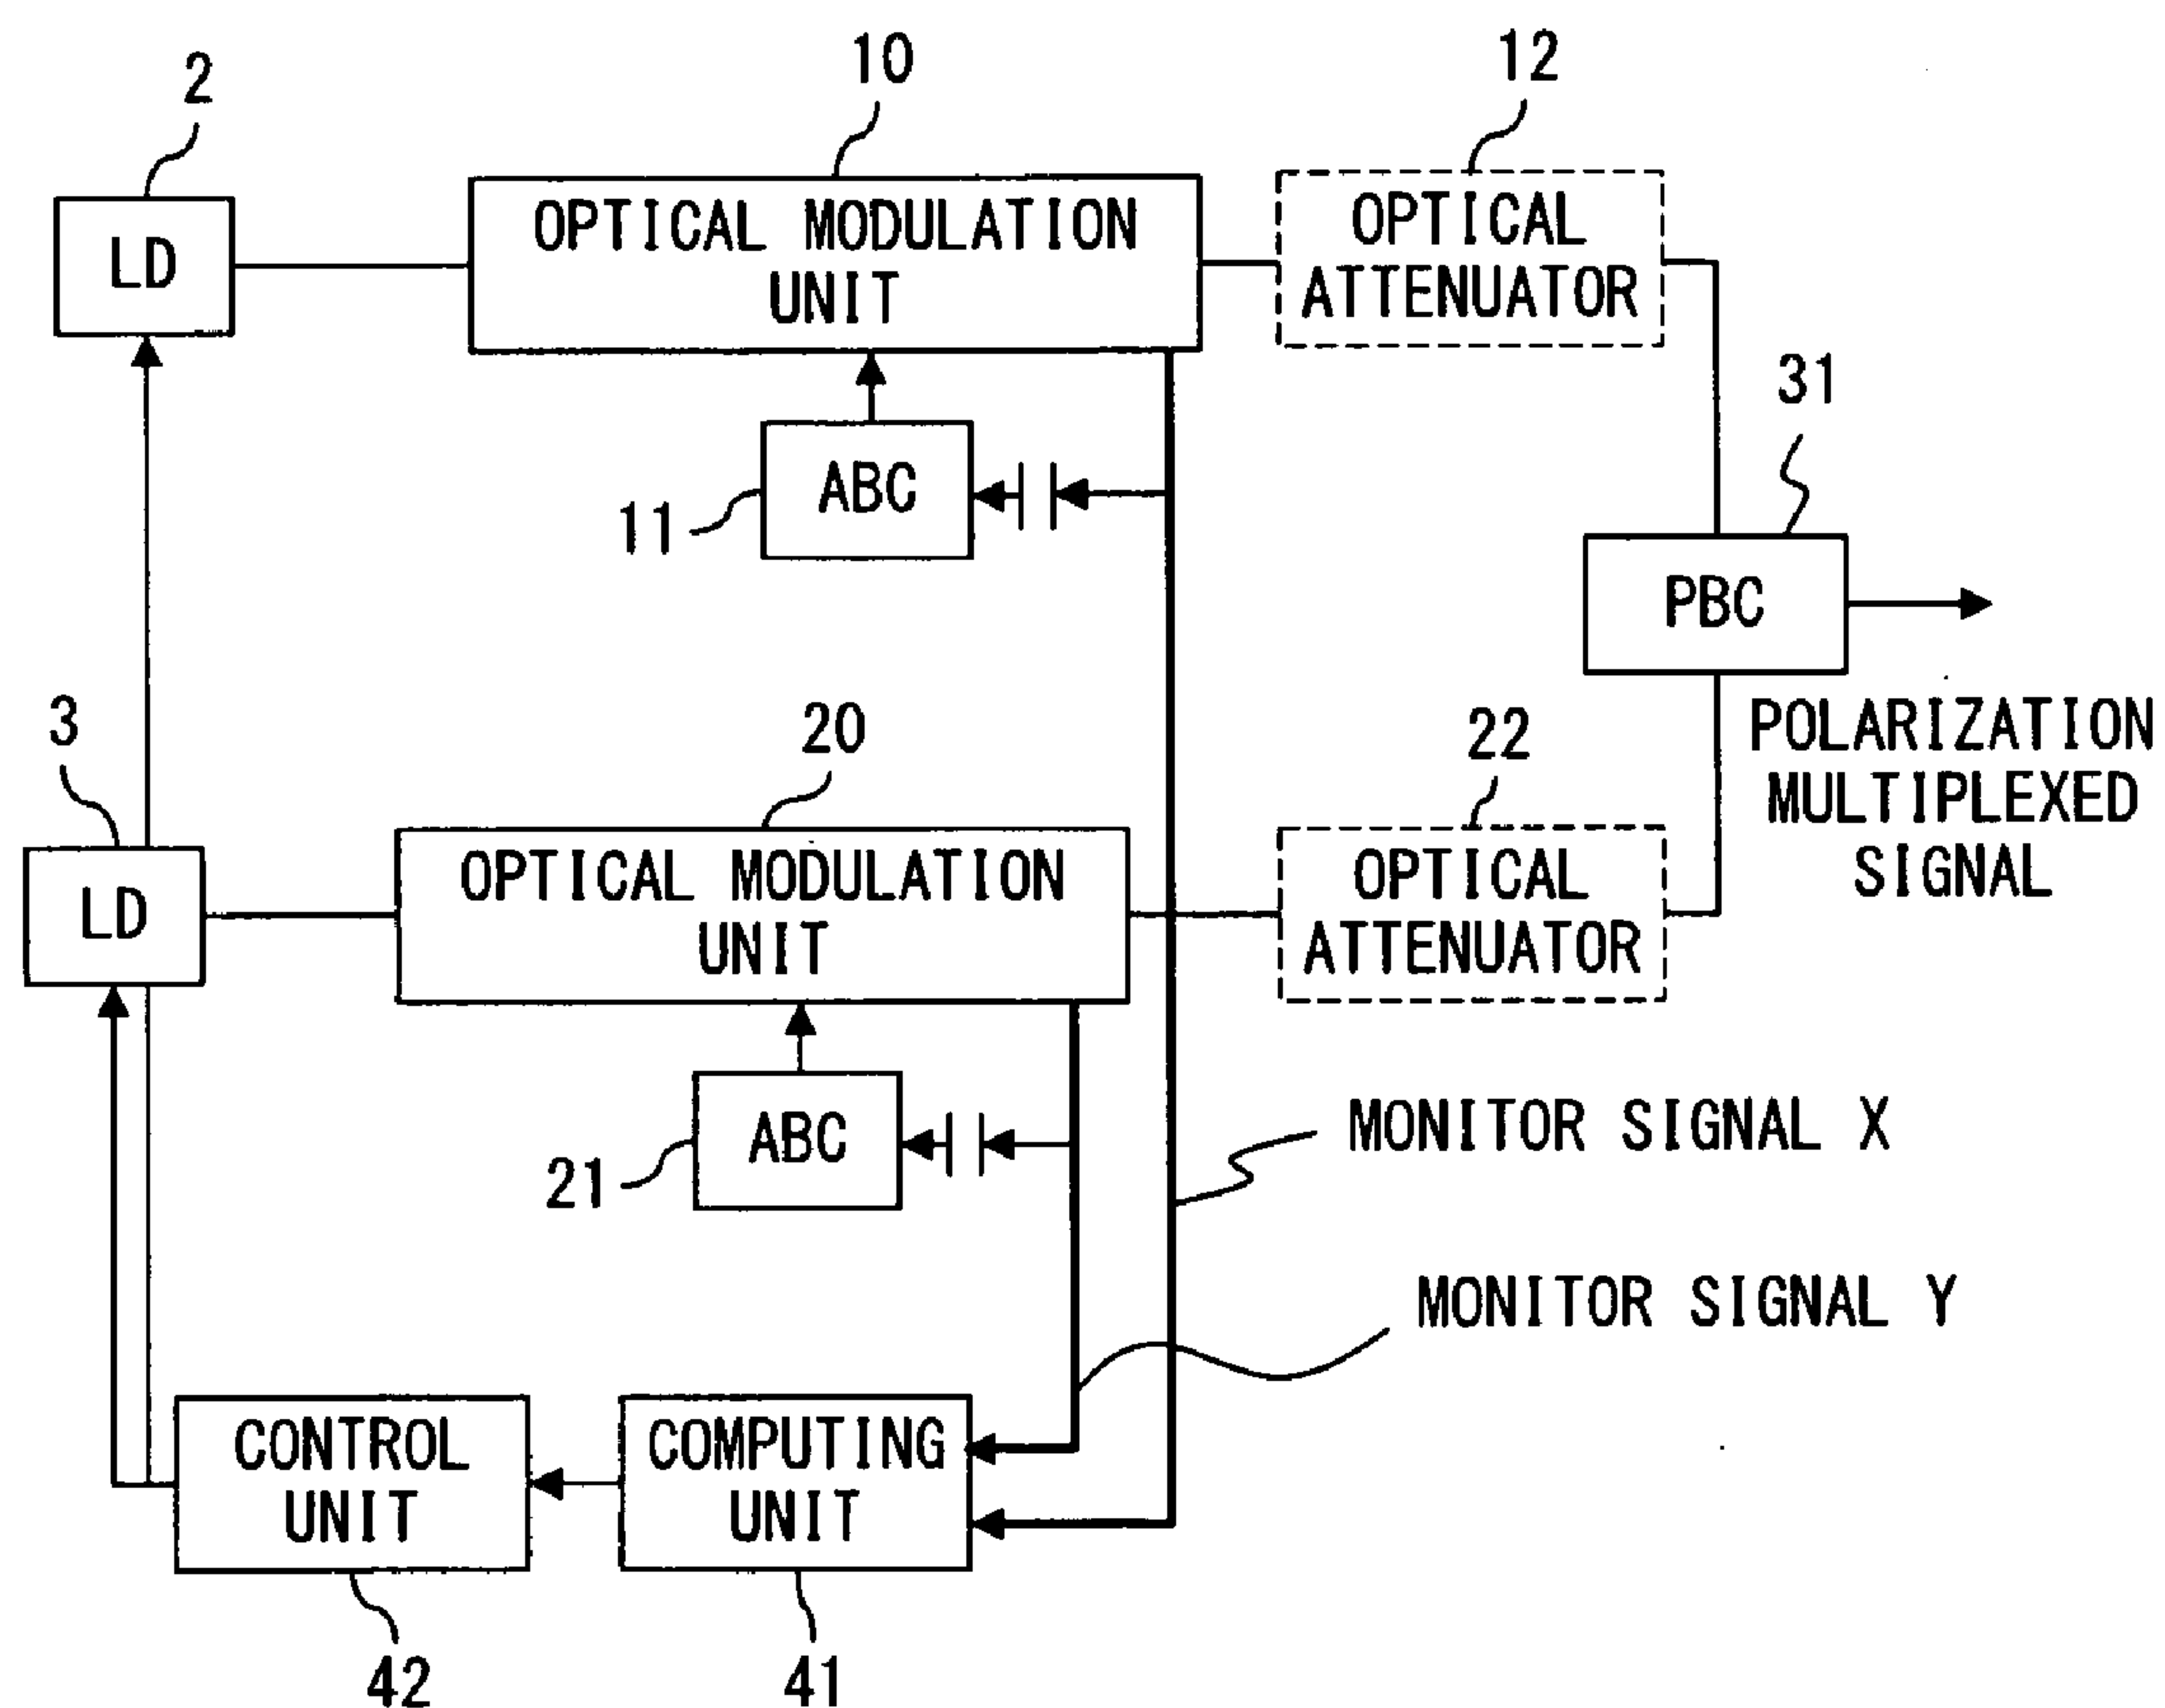 2
10
12
LD
OPTICAL MODULATION
UNIT
OPTICAL
ATTENUATOR
31
11
ABC
PBC
POLARIZATION
MULTIPLEXED
SIGNAL
3
20
22
LD
OPTICAL MODULATION
UNIT
OPTICAL
ATTENUATOR
21
ABC
MONITOR SIGNAL X
MONITOR SIGNAL Y
CONTROL
UNIT
COMPUTING
UNIT
42
41